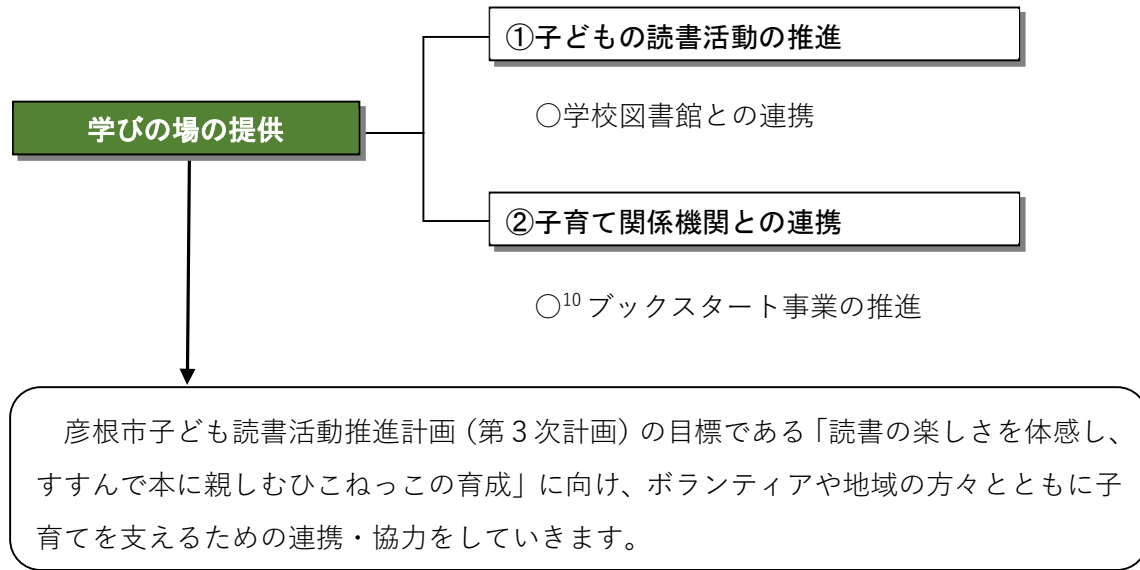 ①子どもの読書活動の推進
○学校図書館との連携
学びの場の提供
②子育て関係機関との連携
○¹⁰ ブックスタート事業の推進
彦根市子ども読書活動推進計画（第３次計画）の目標である「読書の楽しさを体感し、
すすんで本に親しむひこねっこの育成」に向け、ボランティアや地域の方々とともに子
育てを支えるための連携・協力をしていきます。